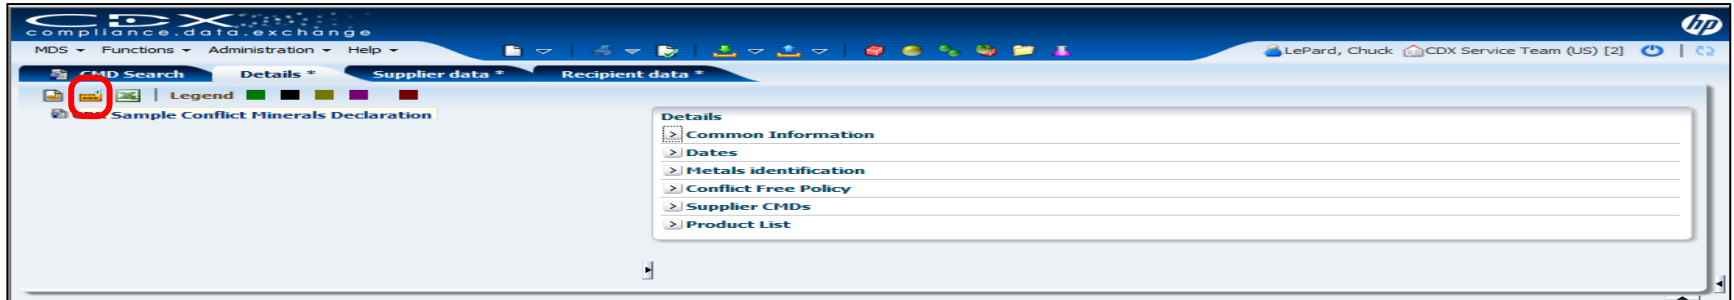 CDX
compliance.data.exchange
hp
MDS Functions Administration Help
LePard, Chuck CDX Service Team (US) [2]
CMD Search Details * Supplier data * Recipient data *
Legend
Sample Conflict Minerals Declaration
Details
Common Information
Dates
Metals identification
Conflict Free Policy
Supplier CMDs
Product List